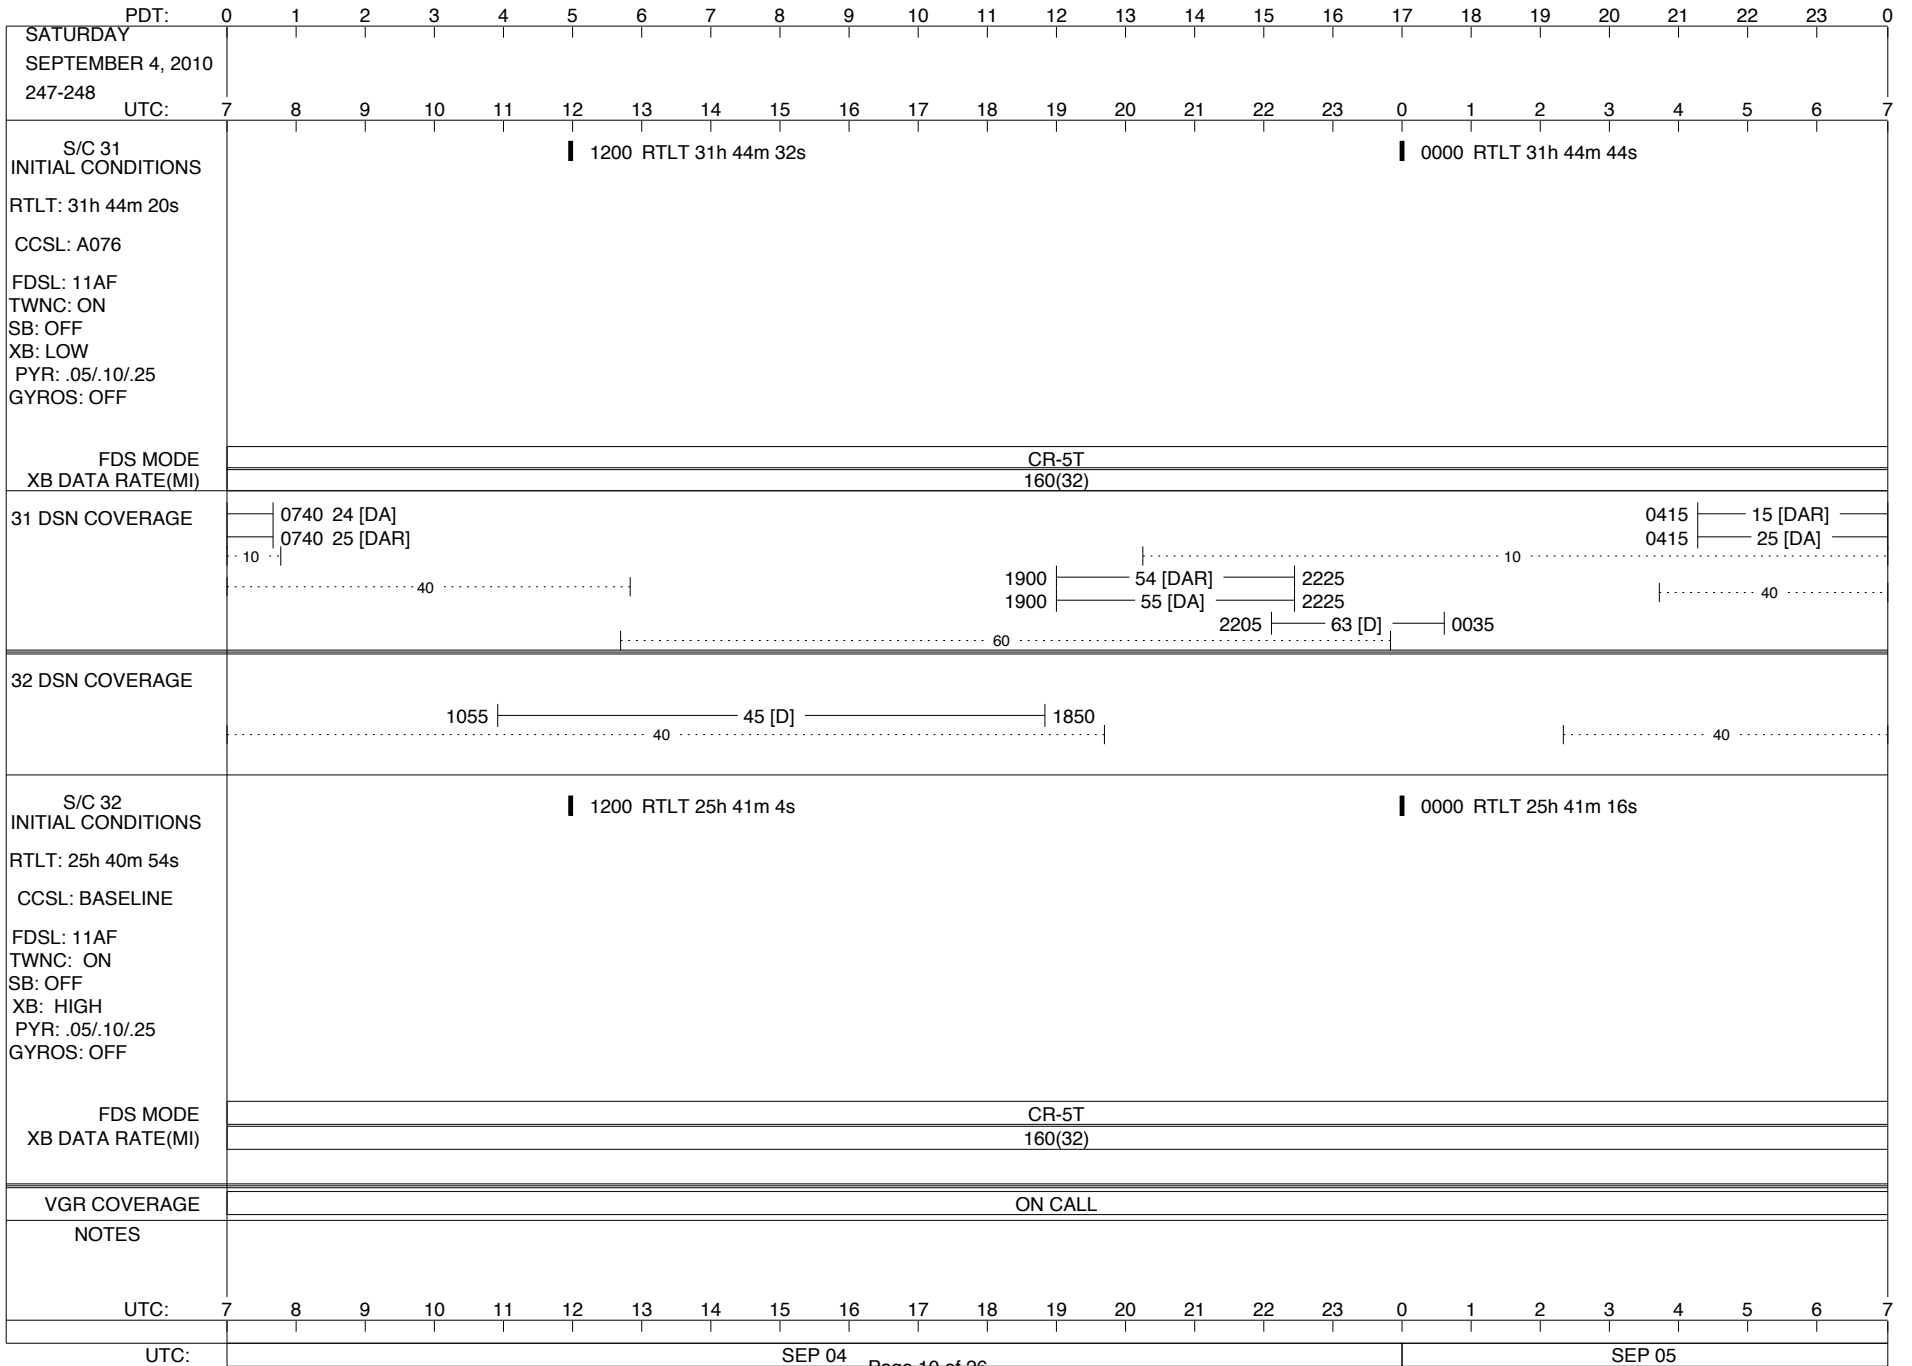 PDT: 0 1 2 3 4 5 6 7 8 9 10 11 12 13 14 15 16 17 18 19 20 21 22 23 0
SATURDAY
SEPTEMBER 4, 2010
247-248
UTC: 7 8 9 10 11 12 13 14 15 16 17 18 19 20 21 22 23 0 1 2 3 4 5 6 7
S/C 31
INITIAL CONDITIONS
1200 RTLT 31h 44m 32s
0000 RTLT 31h 44m 44s
RTLT: 31h 44m 20s
CCSL: A076
FDSL: 11AF
TWNC: ON
SB: OFF
XB: LOW
PYR: .05/.10/.25
GYROS: OFF
FDS MODE CR-5T
XB DATA RATE(MI) 160(32)
31 DSN COVERAGE
0740 24 [DA]
0415 15 [DAR]
0740 25 [DAR]
0415 25 [DA]
10
10
1900 54 [DAR] 2225
40
40
1900 55 [DA] 2225
2205 63 [D] 0035
60
32 DSN COVERAGE
1055 45 [D] 1850
40
40
S/C 32
INITIAL CONDITIONS
1200 RTLT 25h 41m 4s
0000 RTLT 25h 41m 16s
RTLT: 25h 40m 54s
CCSL: BASELINE
FDSL: 11AF
TWNC: ON
SB: OFF
XB: HIGH
PYR: .05/.10/.25
GYROS: OFF
FDS MODE CR-5T
XB DATA RATE(MI) 160(32)
VGR COVERAGE ON CALL
NOTES
UTC: 7 8 9 10 11 12 13 14 15 16 17 18 19 20 21 22 23 0 1 2 3 4 5 6 7
UTC: SEP 04 SEP 05